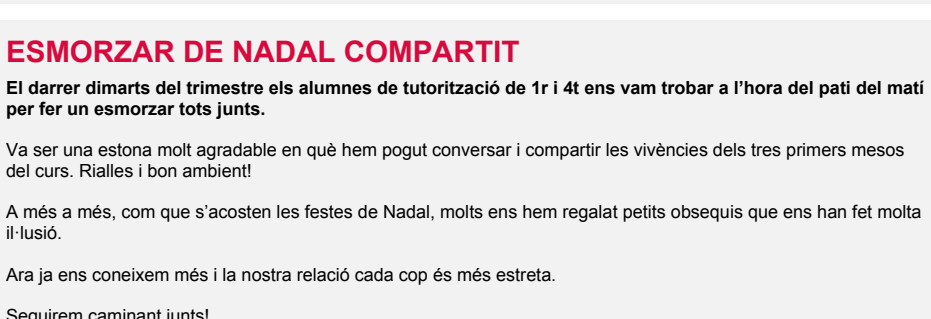 ESMORZAR DE NADAL COMPARTIT
El darrer dimarts del trimestre els alumnes de tutorització de 1r i 4t ens vam trobar a l’hora del pati del matí
per fer un esmorzar tots junts.
Va ser una estona molt agradable en què hem pogut conversar i compartir les vivències dels tres primers mesos
del curs. Rialles i bon ambient!
A més a més, com que s’acosten les festes de Nadal, molts ens hem regalat petits obsequis que ens han fet molta
il·lusió.
Ara ja ens coneixem més i la nostra relació cada cop és més estreta.
Seguirem caminant junts!